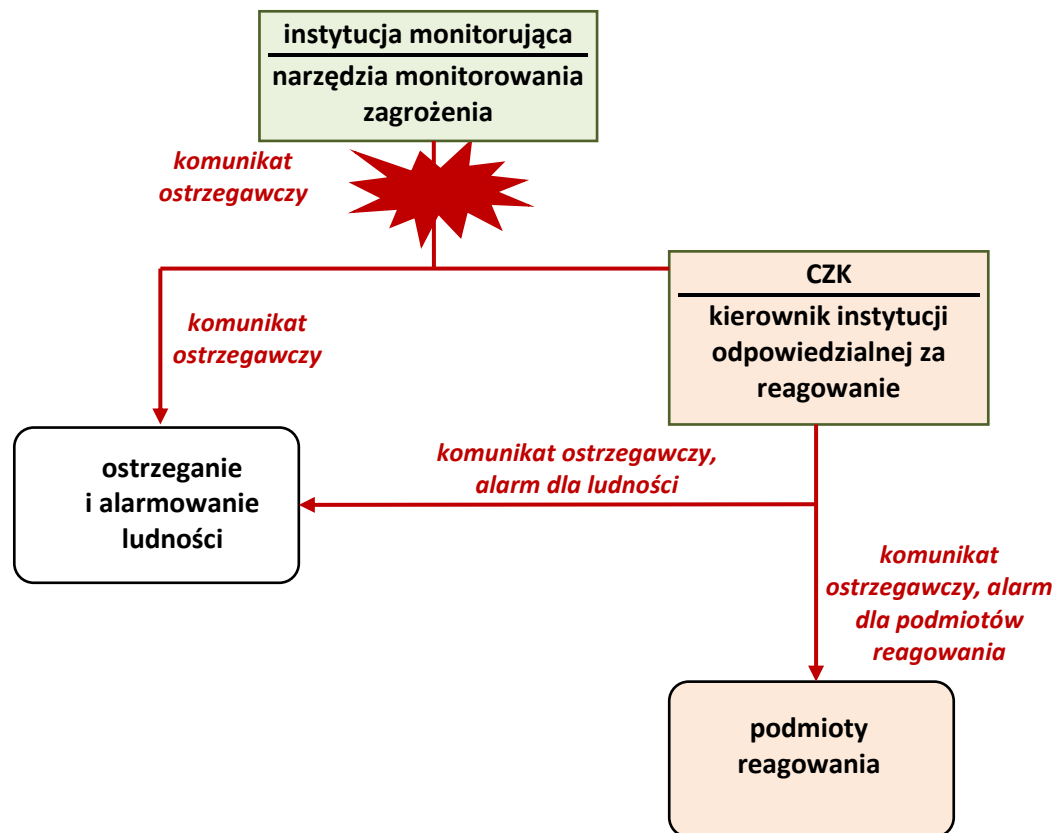 instytucja monitorująca
narzędzia monitorowania
zagrożenia
komunikat
ostrzegawczy
CZK
kierownik instytucji
odpowiedzialnej za
reagowanie
komunikat
ostrzegawczy
ostrzeganie
i alarmowanie
ludności
komunikat ostrzegawczy,
alarm dla ludności
komunikat
ostrzegawczy, alarm
dla podmiotów
reagowania
podmioty
reagowania